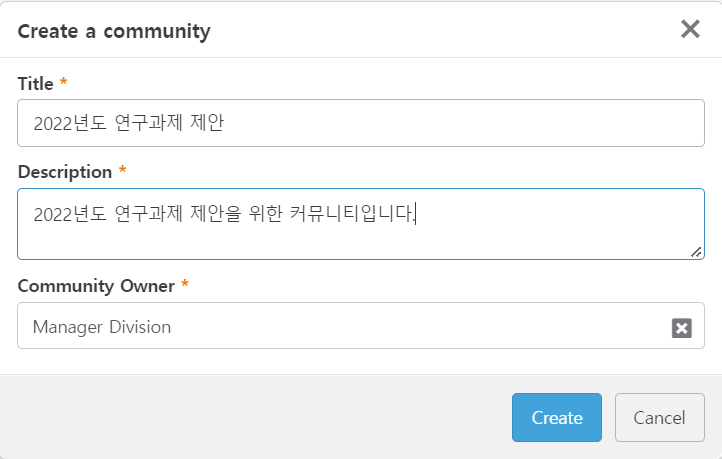 Create a community
Title *
2022년도 연구과제 제안
Description *
2022년도 연구과제 제안을 위한 커뮤니티입니다.
Community Owner *
Manager Division
Create Cancel